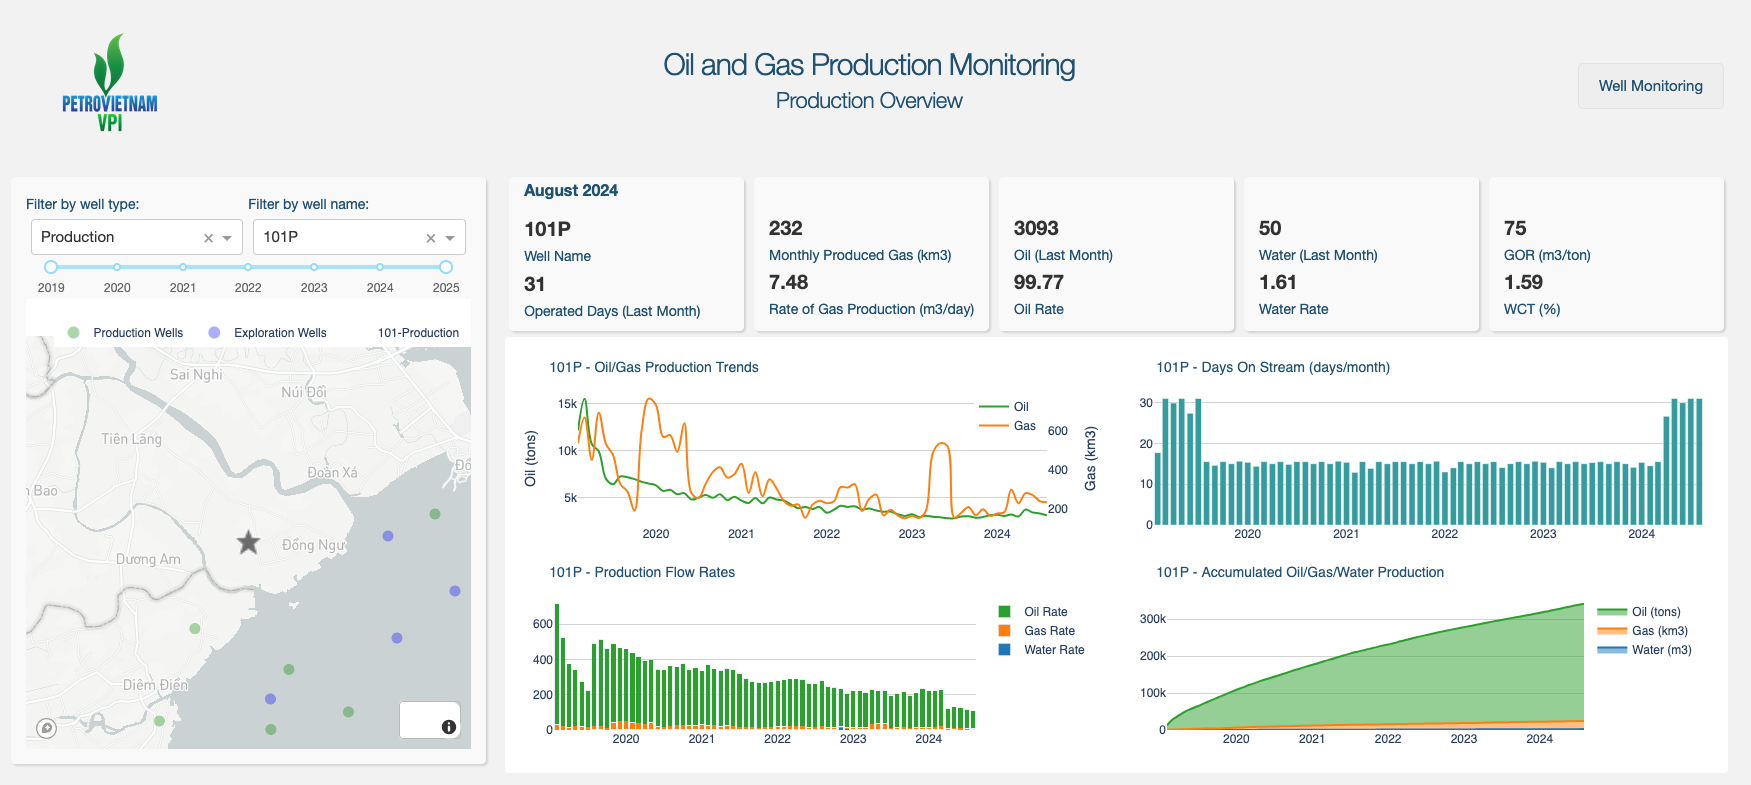 PETROVIETNAM
VPI
Oil and Gas Production Monitoring
Production Overview
Well Monitoring
Filter by well type:
Filter by well name:
Production
101P
2019 2020 2021 2022 2023 2024 2025
Production Wells
Exploration Wells
101-Production
Sai Nghi
Núi Đối
Tiên Lãng
Đoàn Xá
Đồ
Bao
Đồng Ngư
Dương Am
Diêm Điền
August 2024
101P
Well Name
31
Operated Days (Last Month)
232
Monthly Produced Gas (km3)
7.48
Rate of Gas Production (m3/day)
3093
Oil (Last Month)
99.77
Oil Rate
50
Water (Last Month)
1.61
Water Rate
75
GOR (m3/ton)
1.59
WCT (%)
101P - Oil/Gas Production Trends
15k
10k
5k
Oil (tons)
2020 2021 2022 2023 2024
600
400
200
Gas (km3)
Oil
Gas
101P - Days On Stream (days/month)
30
20
10
0
2020 2021 2022 2023 2024
101P - Production Flow Rates
600
400
200
0
2020 2021 2022 2023 2024
Oil Rate
Gas Rate
Water Rate
101P - Accumulated Oil/Gas/Water Production
300k
200k
100k
0
2020 2021 2022 2023 2024
Oil (tons)
Gas (km3)
Water (m3)